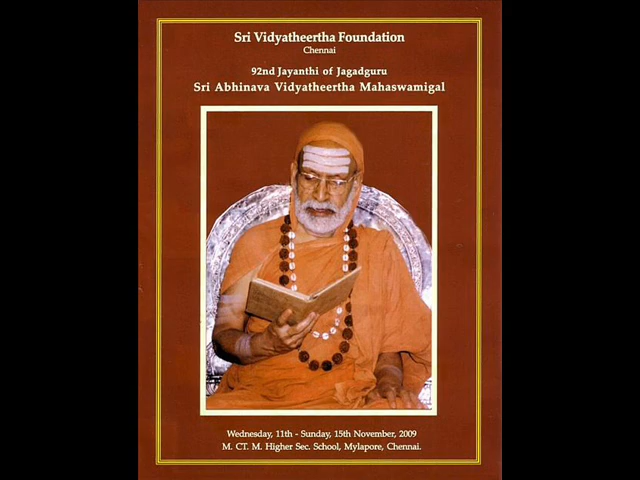 Sri Vidyatheertha Foundation
Chennai
92nd Jayanthi of Jagadguru
Sri Abhinava Vidyatheertha Mahaswamigal
Wednesday, 11th - Sunday, 15th November, 2009
M. CT. M. Higher Sec. School, Mylapore, Chennai.